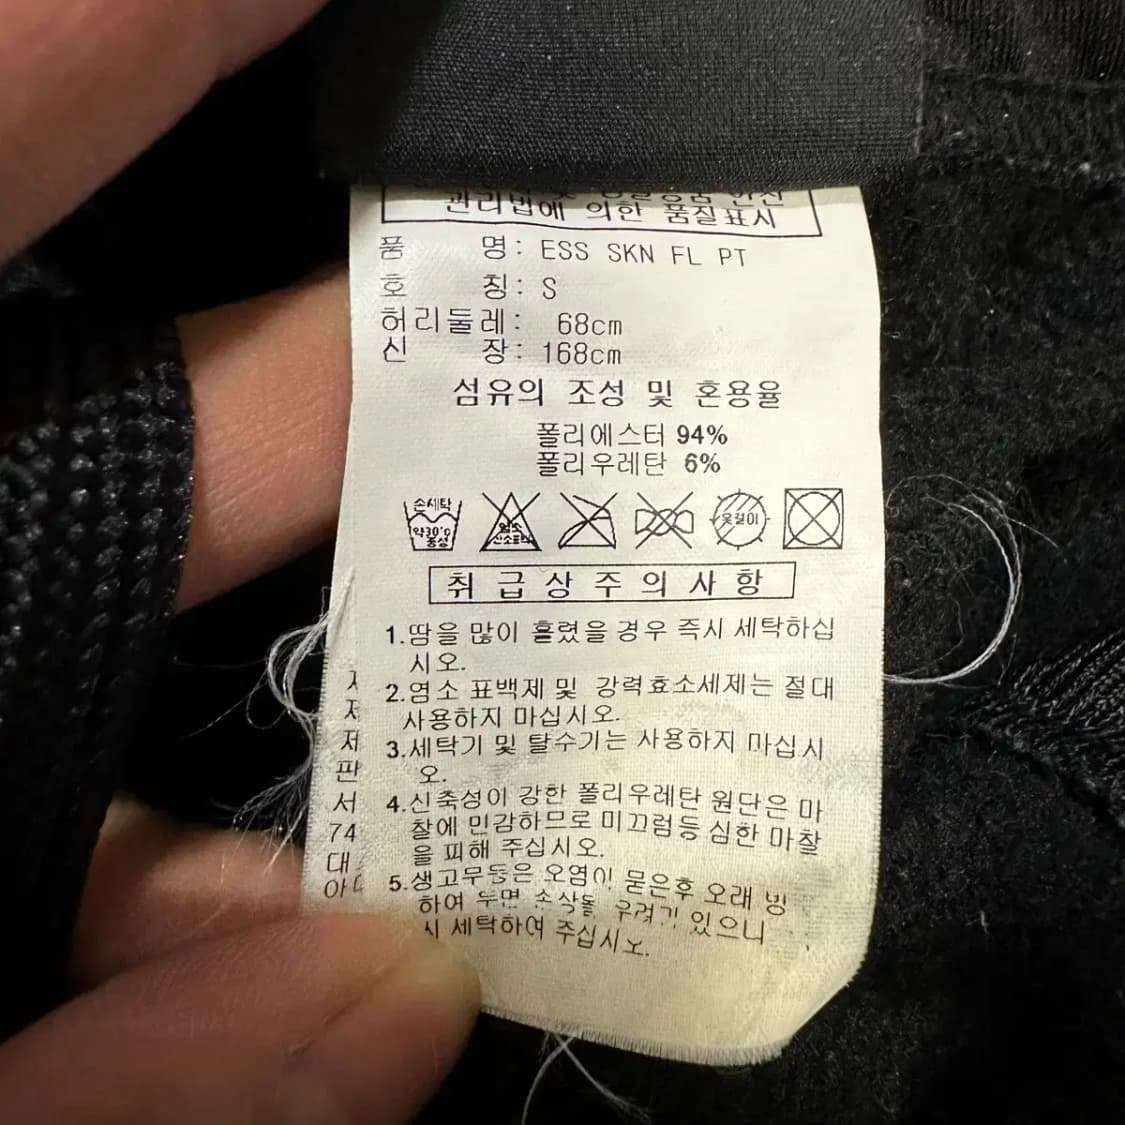 관리법에 의한 품질표시
품 명: ESS SKN FL PT
호 칭: S
허리둘레: 68cm
신 장: 168cm
섬유의 조성 및 혼용율
폴리에스터 94%
폴리우레탄 6%
손세탁
약30℃
중성
염소
산소표백
옷걸이
취급상주의사항
1.땀을 많이 흘렸을 경우 즉시 세탁하십
시오.
2.염소 표백제 및 강력효소세제는 절대
사용하지 마십시오.
3.세탁기 및 탈수기는 사용하지 마십시
오.
4.신축성이 강한 폴리우레탄 원단은 마
찰에 민감하므로 미끄럼등 심한 마찰
을 피해 주십시오.
5.생고무등은 오염이 묻은후 오래 방
하여 두면 손상될 우려가 있으니
시 세탁하여 주십시오.
제
판
서
74
대